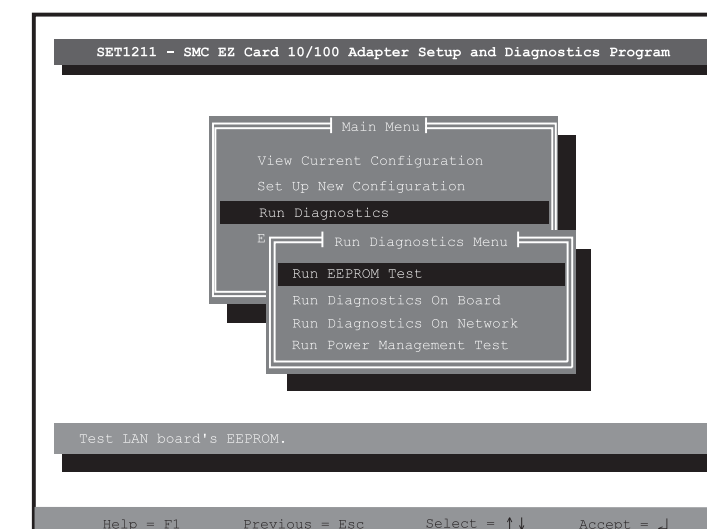 SET1211 – SMC EZ Card 10/100 Adapter Setup and Diagnostics Program
Main Menu
View Current Configuration
Set Up New Configuration
Run Diagnostics
E
Run Diagnostics Menu
Run EEPROM Test
Run Diagnostics On Board
Run Diagnostics On Network
Run Power Management Test
Test LAN board's EEPROM.
Help = F1 Previous = Esc Select = ↑↓ Accept = ↵